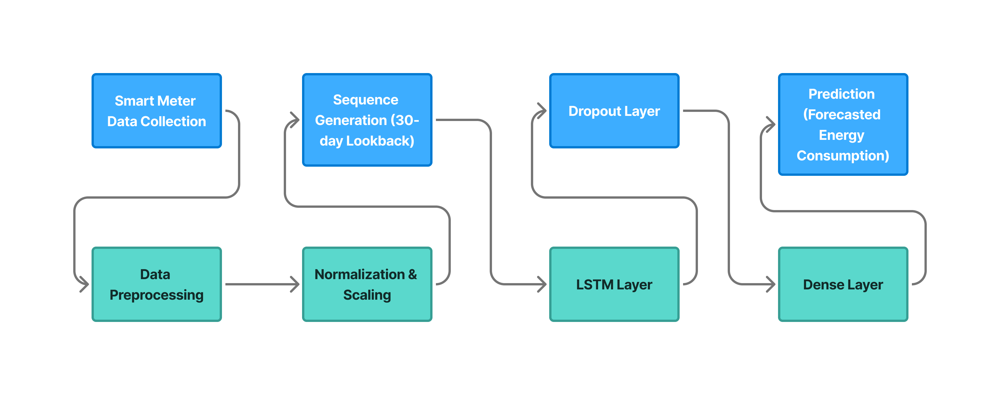 Smart Meter
Data Collection
Sequence
Generation (30-
day Lookback)
Dropout Layer
Prediction
(Forecasted
Energy
Consumption)
Data
Preprocessing
Normalization &
Scaling
LSTM Layer
Dense Layer